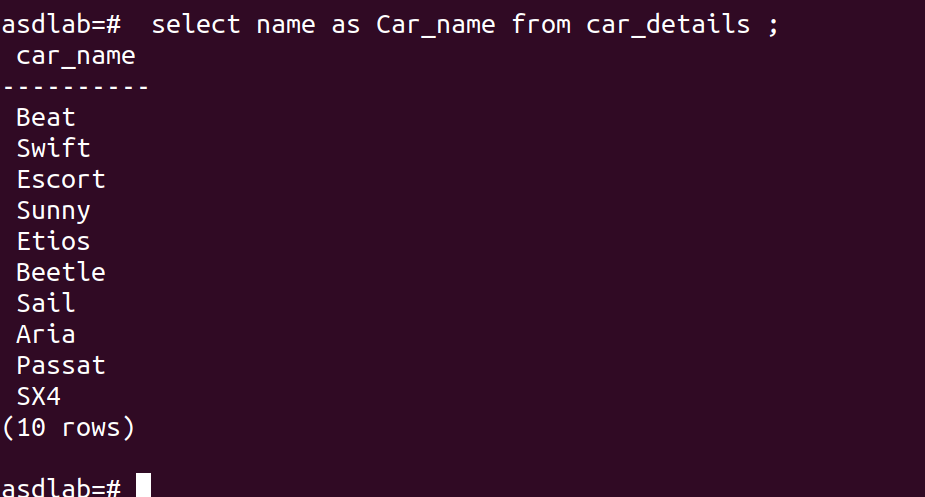 asdlab=#  select name as Car_name from car_details ;
 car_name
----------
 Beat
 Swift
 Escort
 Sunny
 Etios
 Beetle
 Sail
 Aria
 Passat
 SX4
(10 rows)
asdlab=#